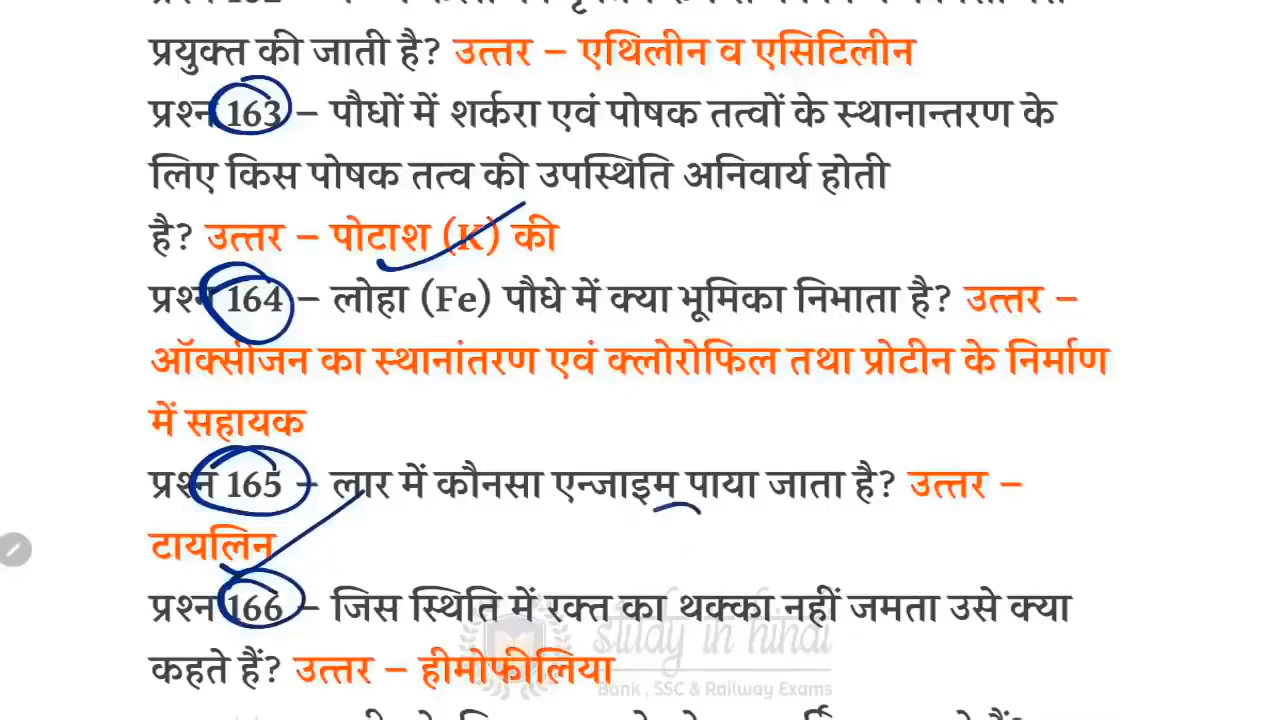 प्रयुक्त की जाती है? उत्तर – एथिलीन व एसिटिलीन
प्रश्न 163 – पौधों में शर्करा एवं पोषक तत्वों के स्थानान्तरण के
लिए किस पोषक तत्व की उपस्थिति अनिवार्य होती
है? उत्तर – पोटाश (K) की
प्रश्न 164 – लोहा (Fe) पौधे में क्या भूमिका निभाता है? उत्तर –
ऑक्सीजन का स्थानांतरण एवं क्लोरोफिल तथा प्रोटीन के निर्माण
में सहायक
प्रश्न 165 – लार में कौनसा एन्जाइम पाया जाता है? उत्तर –
टायलिन
प्रश्न 166 – जिस स्थिति में रक्त का थक्का नहीं जमता उसे क्या
कहते हैं? उत्तर – हीमोफीलिया
study in hindi
Bank , SSC & Railway Exams